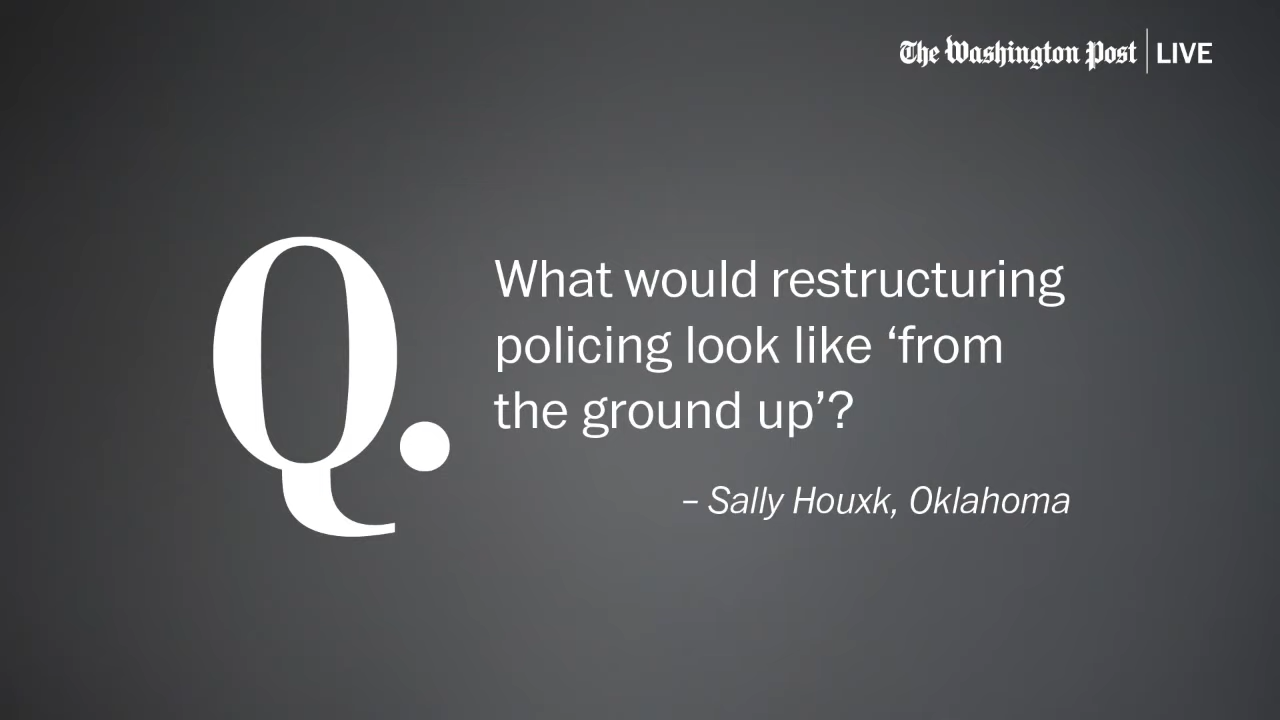 The Washington Post | LIVE
Q.
What would restructuring
policing look like ‘from
the ground up’?
– Sally Houxk, Oklahoma